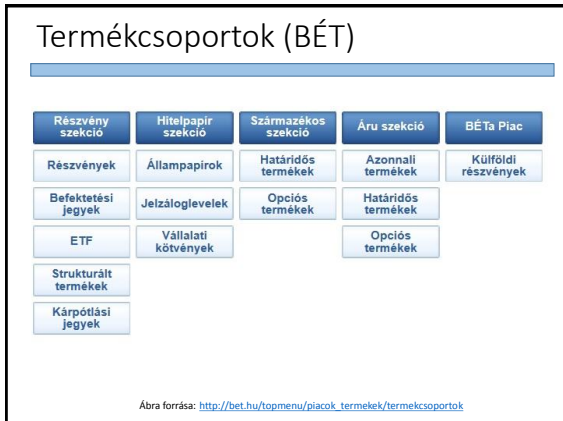 Termékcsoportok (BÉT)
Részvény szekció
Részvények
Befektetési jegyek
ETF
Strukturált termékek
Kárpótlási jegyek
Hitelpapír szekció
Állampapírok
Jelzáloglevelek
Vállalati kötvények
Származékos szekció
Határidős termékek
Opciós termékek
Áru szekció
Azonnali termékek
Határidős termékek
Opciós termékek
BÉTa Piac
Külföldi részvények
Ábra forrása: http://bet.hu/topmenu/piacok_termekek/termekcsoportok